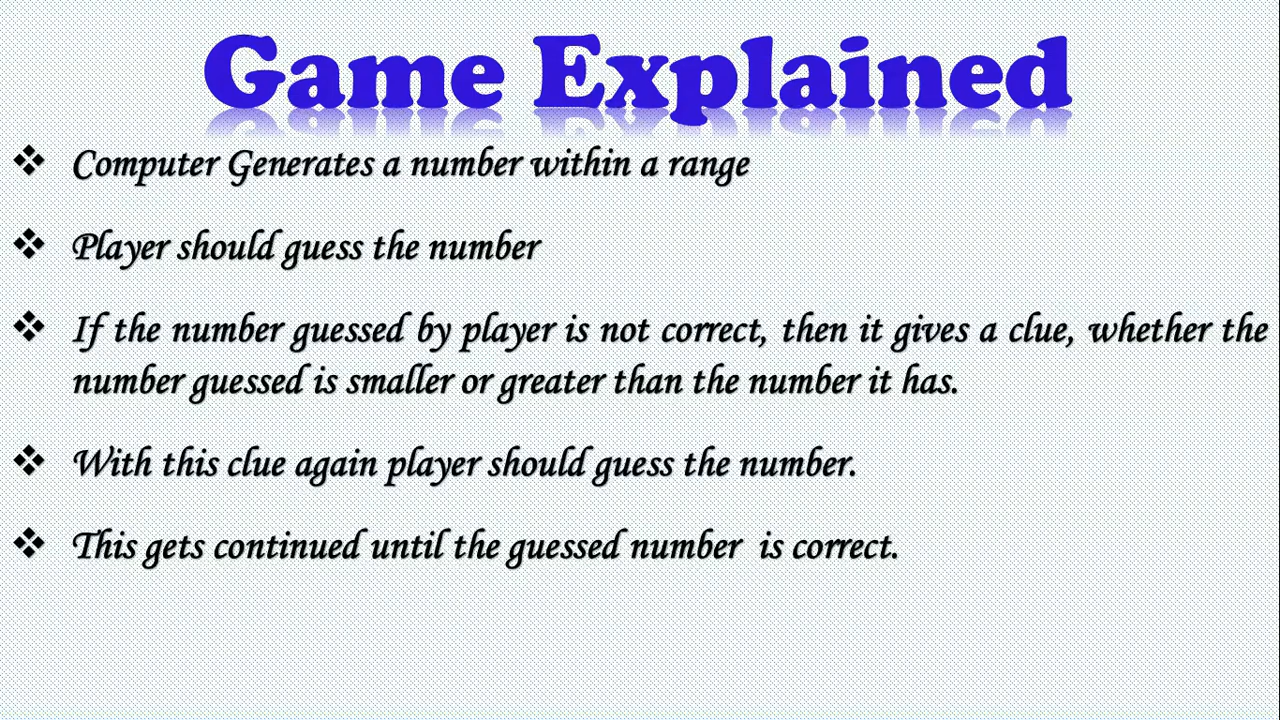 Game Explained
❖ Computer Generates a number within a range
❖ Player should guess the number
❖ If the number guessed by player is not correct, then it gives a clue, whether the
number guessed is smaller or greater than the number it has.
❖ With this clue again player should guess the number.
❖ This gets continued until the guessed number  is correct.